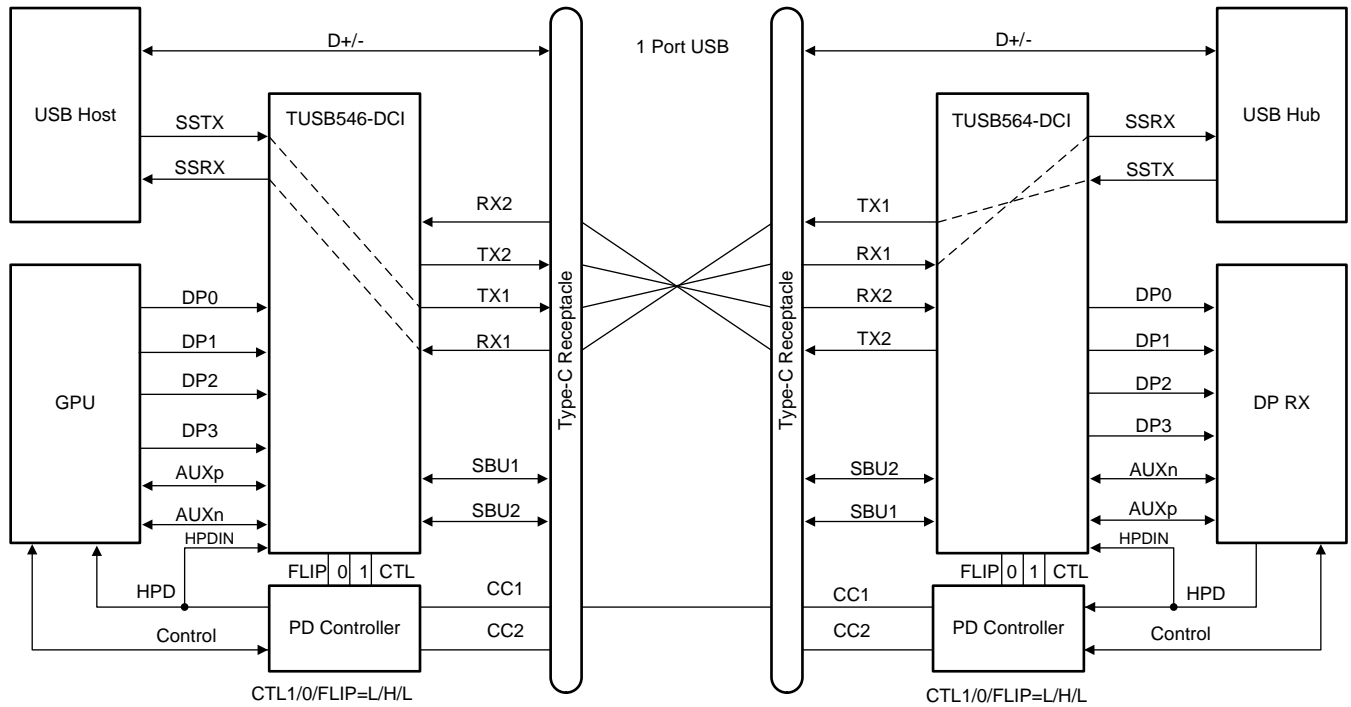 D+/-
1 Port USB
D+/-
USB Host
TUSB546-DCI
TUSB564-DCI
USB Hub
SSTX
SSRX
SSRX
SSTX
RX2
TX2
TX1
RX1
Type-C Receptacle
Type-C Receptacle
TX1
RX1
RX2
TX2
GPU
DP0
DP1
DP2
DP3
AUXp
AUXn
HPDIN
SBU1
SBU2
SBU2
SBU1
DP0
DP1
DP2
DP3
AUXn
AUXp
HPDIN
DP RX
FLIP 0 1 CTL
FLIP 0 1 CTL
HPD
Control
PD Controller
CC1
CC2
CC1
CC2
PD Controller
HPD
Control
CTL1/0/FLIP=L/H/L
CTL1/0/FLIP=L/H/L